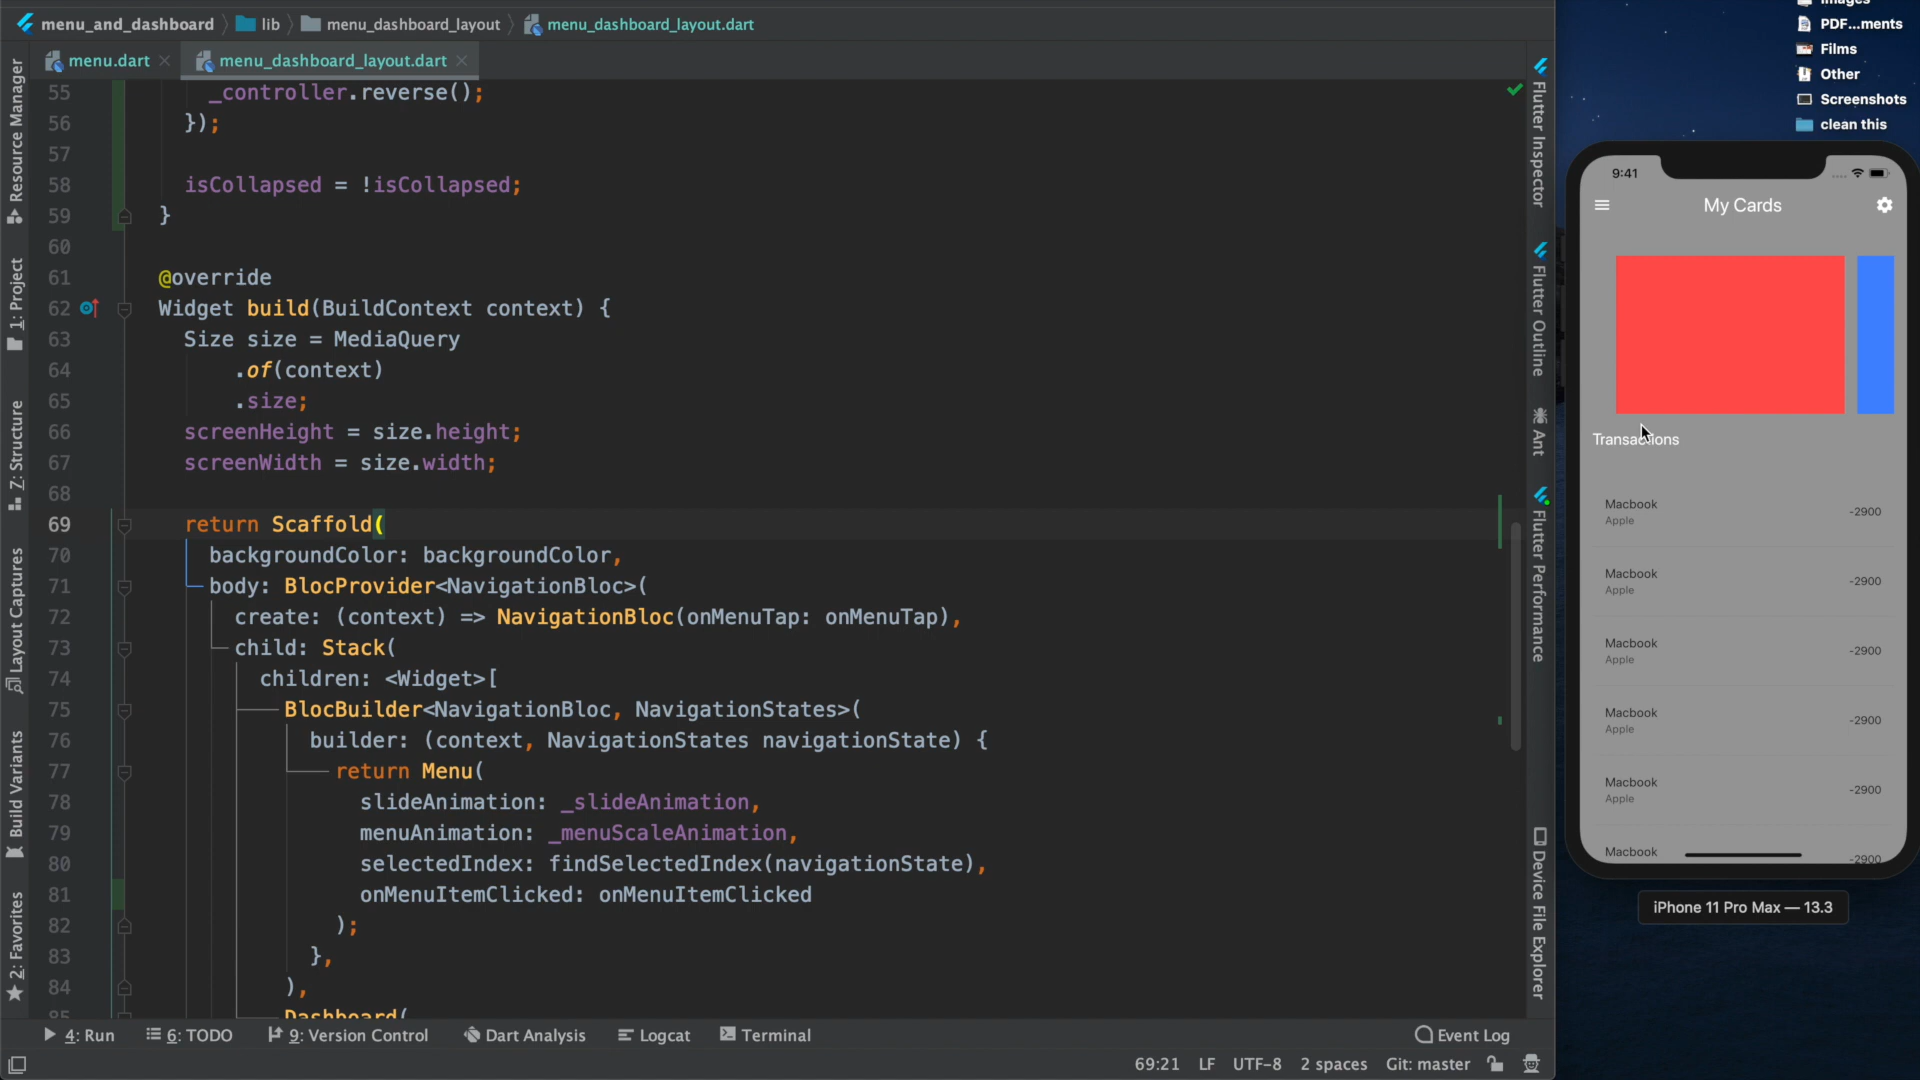 menu_and_dashboard
lib
menu_dashboard_layout
menu_dashboard_layout.dart
menu.dart
menu_dashboard_layout.dart
Resource Manager
1: Project
7: Structure
Layout Captures
Build Variants
2: Favorites
55 _controller.reverse();
56 });
57
58 isCollapsed = !isCollapsed;
59 }
60
61 @override
62 Widget build(BuildContext context) {
63 Size size = MediaQuery
64 .of(context)
65 .size;
66 screenHeight = size.height;
67 screenWidth = size.width;
68
69 return Scaffold(
70 backgroundColor: backgroundColor,
71 body: BlocProvider<NavigationBloc>(
72 create: (context) => NavigationBloc(onMenuTap: onMenuTap),
73 child: Stack(
74 children: <Widget>[
75 BlocBuilder<NavigationBloc, NavigationStates>(
76 builder: (context, NavigationStates navigationState) {
77 return Menu(
78 slideAnimation: _slideAnimation,
79 menuAnimation: _menuScaleAnimation,
80 selectedIndex: findSelectedIndex(navigationState),
81 onMenuItemClicked: onMenuItemClicked
82 );
83 },
84 ),
85 Dashboard(
Flutter Inspector
Flutter Outline
Ant
Flutter Performance
Device File Explorer
4: Run
6: TODO
9: Version Control
Dart Analysis
Logcat
Terminal
Event Log
69:21
LF
UTF-8
2 spaces
Git: master
Images
PDF...ments
Films
Other
Screenshots
clean this
9:41
My Cards
Transactions
Macbook
Apple
-2900
Macbook
Apple
-2900
Macbook
Apple
-2900
Macbook
Apple
-2900
Macbook
Apple
-2900
Macbook
-2900
iPhone 11 Pro Max — 13.3